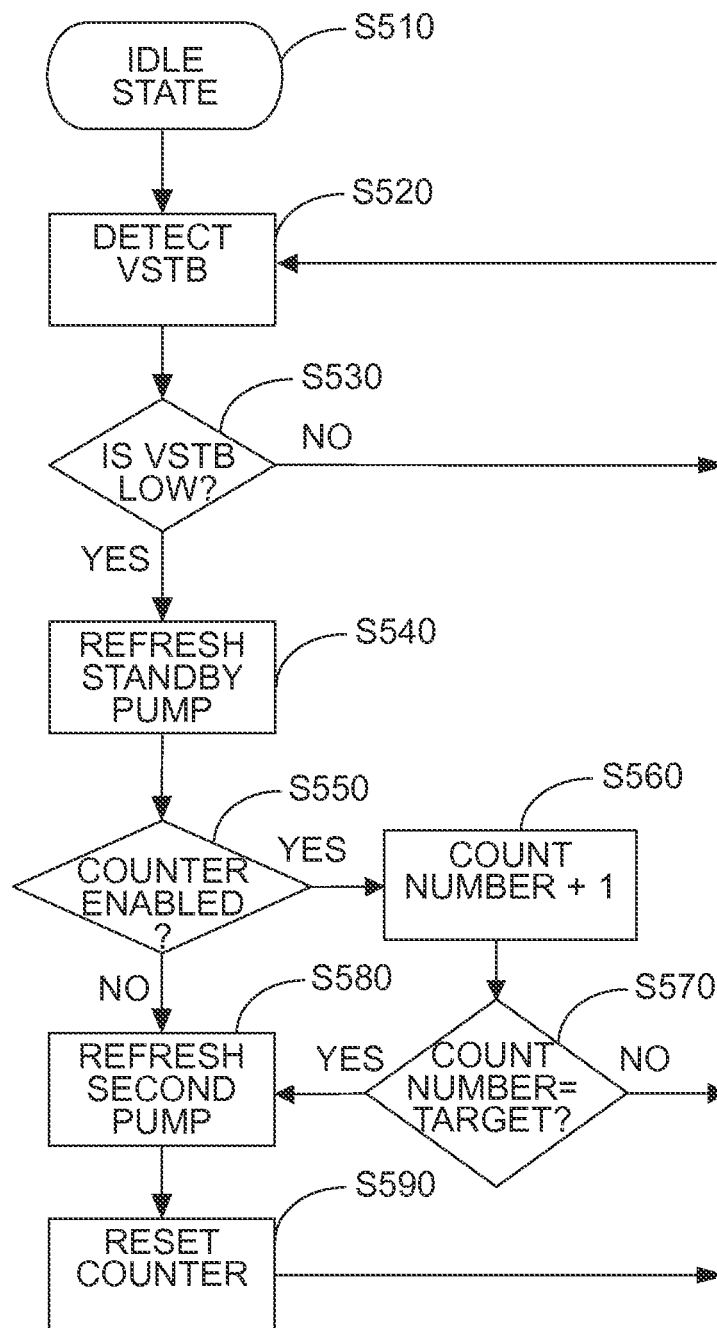 S510
IDLE
STATE
S520
DETECT
VSTB
S530
IS VSTB
LOW?
NO
YES
REFRESH
STANDBY
PUMP
S540
S550
COUNTER
ENABLED
?
YES
S560
COUNT
NUMBER + 1
NO
S580
REFRESH
SECOND
PUMP
YES
S570
COUNT
NUMBER=
TARGET?
NO
S590
RESET
COUNTER